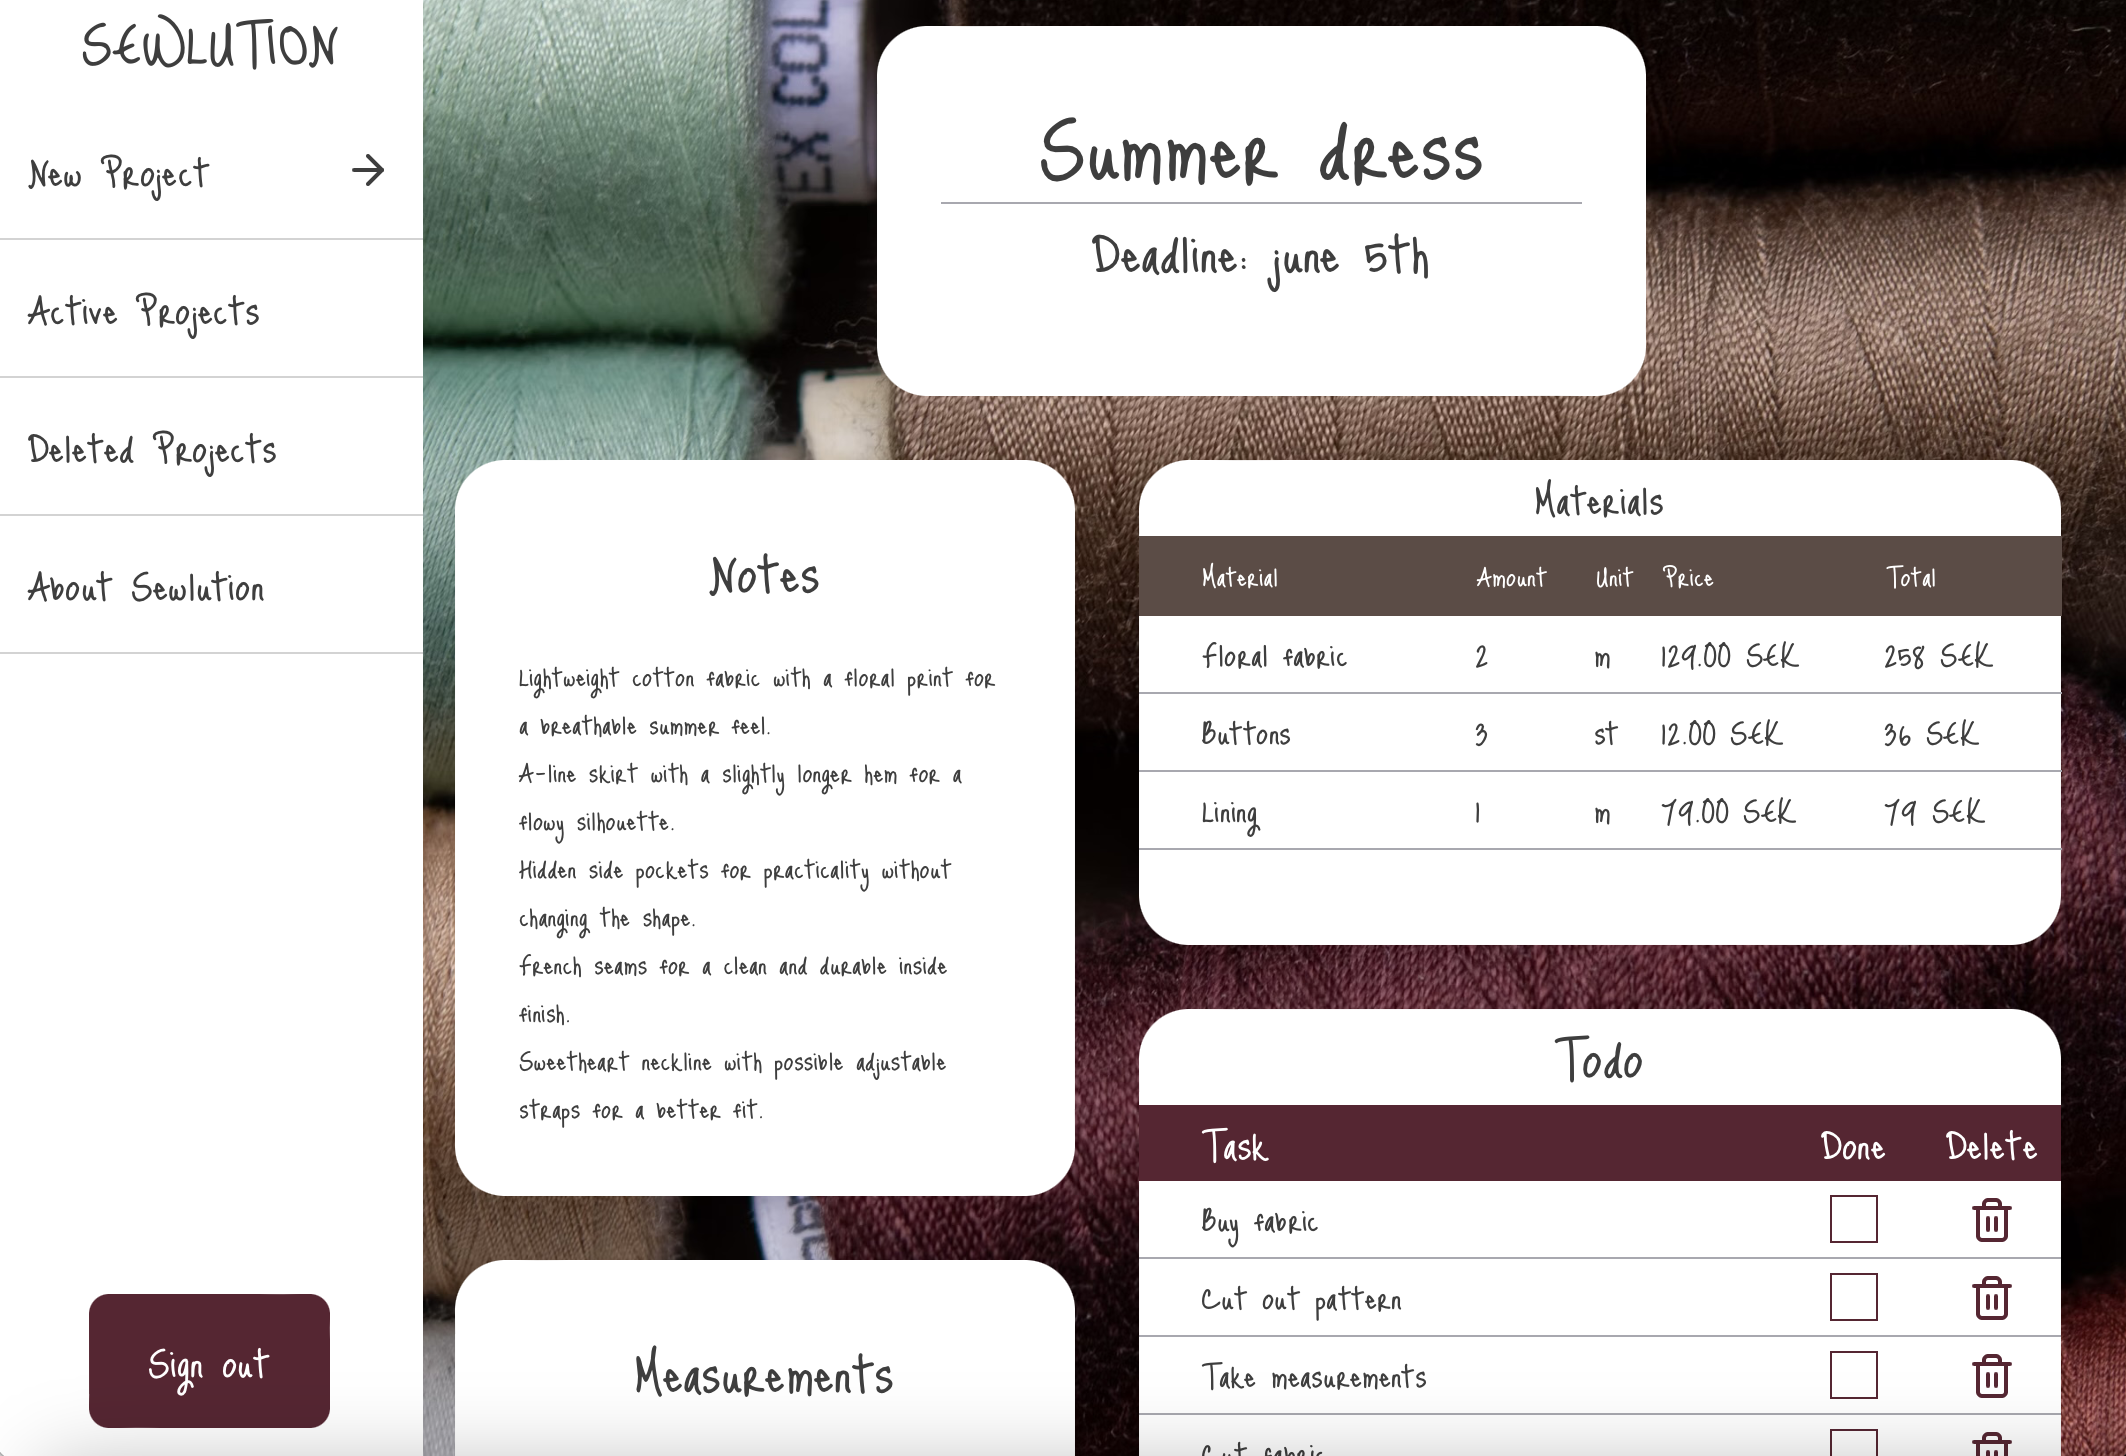 SEWLUTION
New Project
Active Projects
Deleted Projects
About Sewlution
Sign out
EX COL
Summer dress
Deadline: june 5th
Notes
Lightweight cotton fabric with a floral print for
a breathable summer feel.
A-line skirt with a slightly longer hem for a
flowy silhouette.
Hidden side pockets for practicality without
changing the shape.
French seams for a clean and durable inside
finish.
Sweetheart neckline with possible adjustable
straps for a better fit.
Measurements
Materials
Material Amount Unit Price Total
Floral fabric 2 m 129.00 SEK 258 SEK
Buttons 3 st 12.00 SEK 36 SEK
Lining 1 m 79.00 SEK 79 SEK
Todo
Task Done Delete
Buy fabric
Cut out pattern
Take measurements
Cut fabric